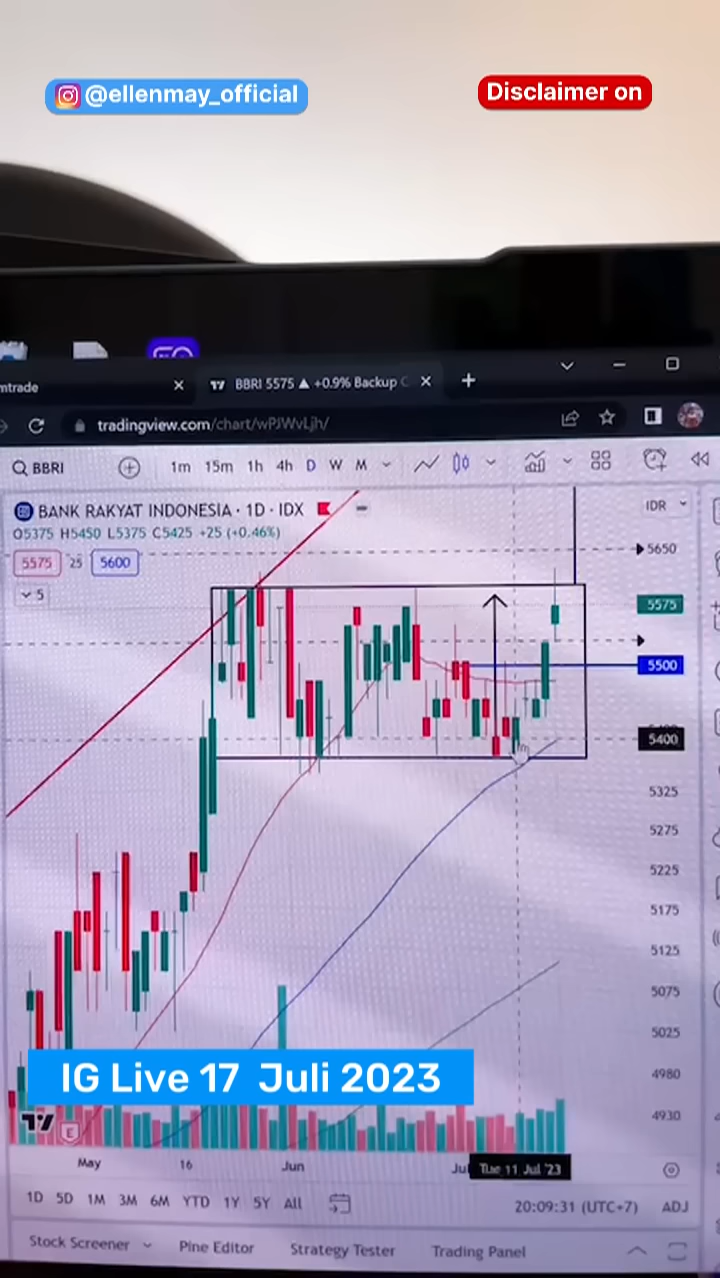 @ellenmay_official
Disclaimer on
mtrade
BBRI 5575 ▲ +0.9% Backup C
tradingview.com/chart/wPJWvLjh/
BBRI
1m 15m 1h 4h D W M
BANK RAKYAT INDONESIA · 1D · IDX
IDR
O5375 H5450 L5375 C5425 +25 (+0.46%)
5575 25 5600
5
5650
5575
5500
5400
5325
5275
5225
5175
5125
5075
5025
4980
4930
IG Live 17 Juli 2023
E
May 16 Jun Jul Tue 11 Jul '23
1D 5D 1M 3M 6M YTD 1Y 5Y All
20:09:31 (UTC+7) ADJ
Stock Screener Pine Editor Strategy Tester Trading Panel